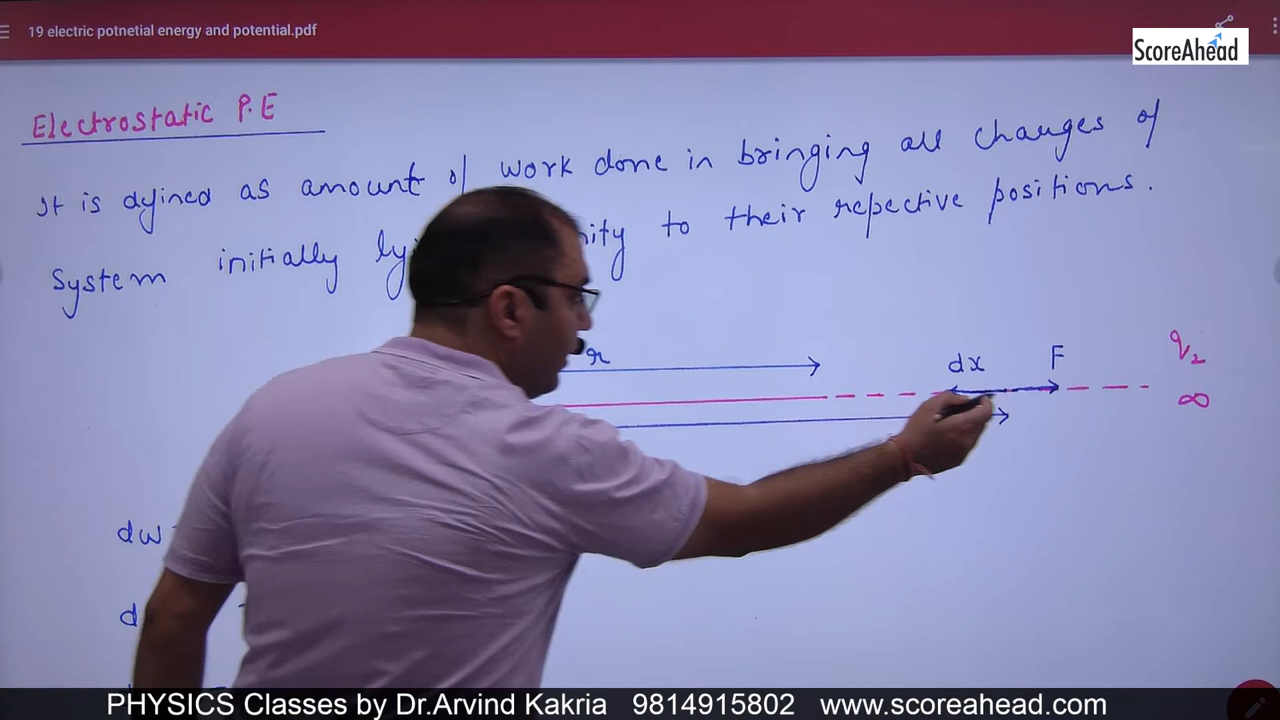 19 electric potnetial energy and potential.pdf
ScoreAhead
Electrostatic P.E
It is defined as amount of work done in bringing all changes of
System initially to their repective positions.
r
dx F q₂
∞
dw
d
PHYSICS Classes by Dr.Arvind Kakria 9814915802 www.scoreahead.com